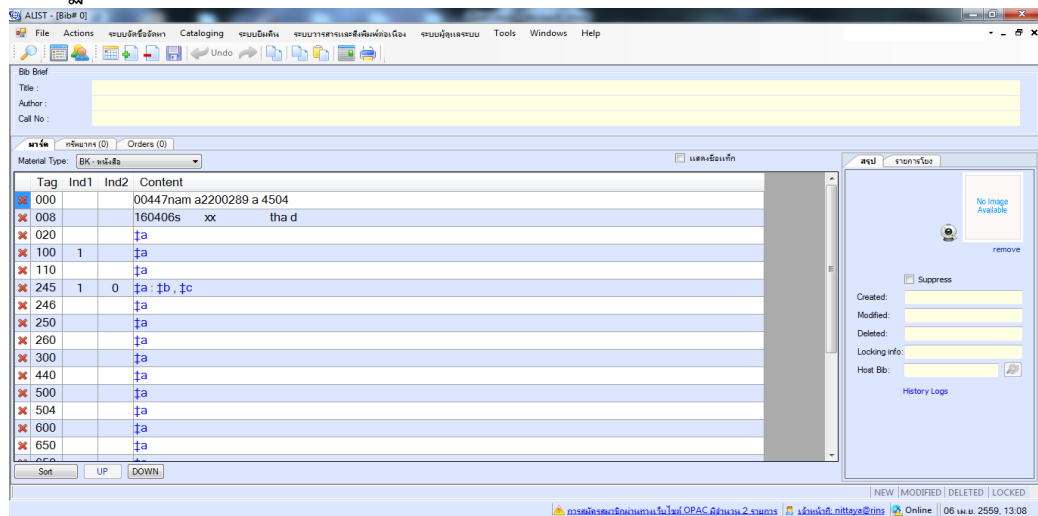 ALIST - [Bib# 0]
File Actions ระบบจัดซื้อจัดหา Cataloging ระบบยืมคืน ระบบวารสารและสิ่งพิมพ์ต่อเนื่อง ระบบผู้ดูแลระบบ Tools Windows Help
Undo
Bib Brief
Title :
Author :
Call No :
มาร์ค ทรัพยากร (0) Orders (0)
Material Type: BK - หนังสือ แสดงชื่อแท็ก
สรุป รายการโยง
Tag Ind1 Ind2 Content
000 00447nam a2200289 a 4504
008 160406s xx tha d
020 ‡a
100 1 ‡a
110 ‡a
245 1 0 ‡a : ‡b , ‡c
246 ‡a
250 ‡a
260 ‡a
300 ‡a
440 ‡a
500 ‡a
504 ‡a
600 ‡a
650 ‡a
No Image
Available
remove
Suppress
Created:
Modified:
Deleted:
Locking info:
Host Bib:
History Logs
Sort UP DOWN
NEW MODIFIED DELETED LOCKED
การสมัครสมาชิกผ่านทางเว็บไซต์ OPAC มีจำนวน 2 รายการ เจ้าหน้าที่: nittaya@rins Online 06 เม.ย. 2559, 13:08